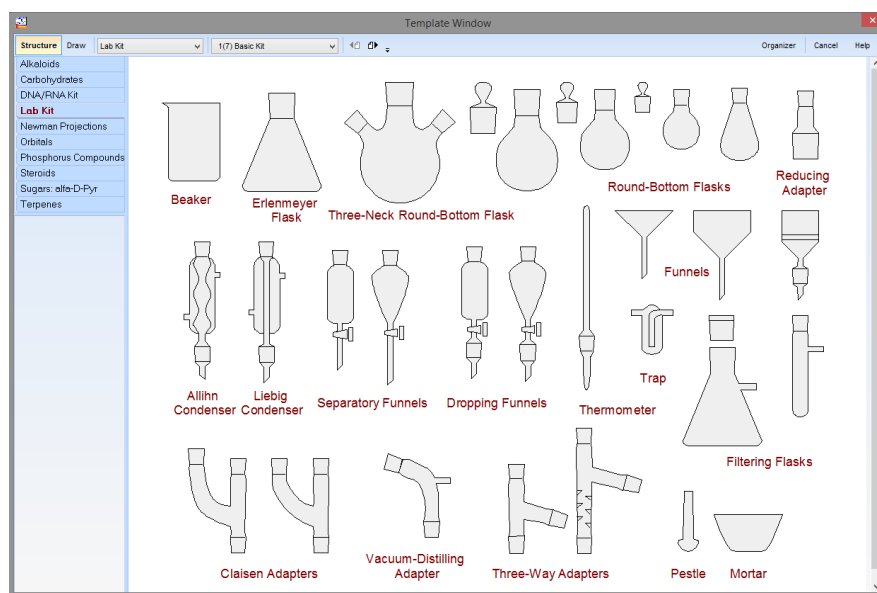 Template Window
Structure Draw Lab Kit 1(7) Basic Kit Organizer Cancel Help
Alkaloids
Carbohydrates
DNA/RNA Kit
Lab Kit
Newman Projections
Orbitals
Phosphorus Compounds
Steroids
Sugars: alfa-D-Pyr
Terpenes
Beaker
Erlenmeyer
Flask
Three-Neck Round-Bottom Flask
Round-Bottom Flasks
Reducing
Adapter
Funnels
Allihn
Condenser
Liebig
Condenser
Separatory Funnels
Dropping Funnels
Thermometer
Trap
Filtering Flasks
Claisen Adapters
Vacuum-Distilling
Adapter
Three-Way Adapters
Pestle
Mortar